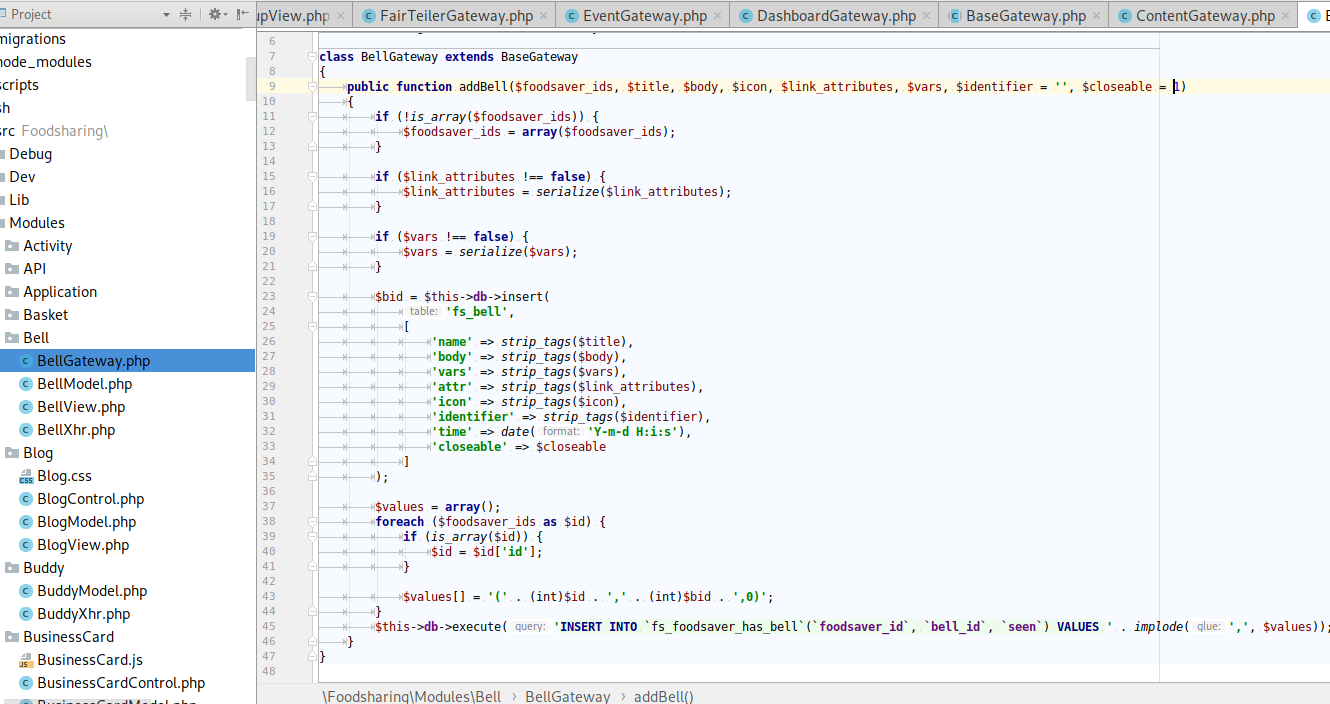 Project
upView.php
FairTeilerGateway.php
EventGateway.php
DashboardGateway.php
BaseGateway.php
ContentGateway.php
migrations
node_modules
scripts
sh
src Foodsharing\
Debug
Dev
Lib
Modules
Activity
API
Application
Basket
Bell
BellGateway.php
BellModel.php
BellView.php
BellXhr.php
Blog
Blog.css
BlogControl.php
BlogModel.php
BlogView.php
Buddy
BuddyModel.php
BuddyXhr.php
BusinessCard
BusinessCard.js
BusinessCardControl.php
BusinessCardModel.php
6
7 class BellGateway extends BaseGateway
8 {
9 public function addBell($foodsaver_ids, $title, $body, $icon, $link_attributes, $vars, $identifier = '', $closeable = 1)
10 {
11 if (!is_array($foodsaver_ids)) {
12 $foodsaver_ids = array($foodsaver_ids);
13 }
14
15 if ($link_attributes !== false) {
16 $link_attributes = serialize($link_attributes);
17 }
18
19 if ($vars !== false) {
20 $vars = serialize($vars);
21 }
22
23 $bid = $this->db->insert(
24 table: 'fs_bell',
25 [
26 'name' => strip_tags($title),
27 'body' => strip_tags($body),
28 'vars' => strip_tags($vars),
29 'attr' => strip_tags($link_attributes),
30 'icon' => strip_tags($icon),
31 'identifier' => strip_tags($identifier),
32 'time' => date( format: 'Y-m-d H:i:s'),
33 'closeable' => $closeable
34 ]
35 );
36
37 $values = array();
38 foreach ($foodsaver_ids as $id) {
39 if (is_array($id)) {
40 $id = $id['id'];
41 }
42
43 $values[] = '(' . (int)$id . ',' . (int)$bid . ',0)';
44 }
45 $this->db->execute( query: 'INSERT INTO `fs_foodsaver_has_bell`(`foodsaver_id`, `bell_id`, `seen`) VALUES ' . implode( glue: ',', $values));
46 }
47 }
48
\Foodsharing\Modules\Bell › BellGateway › addBell()